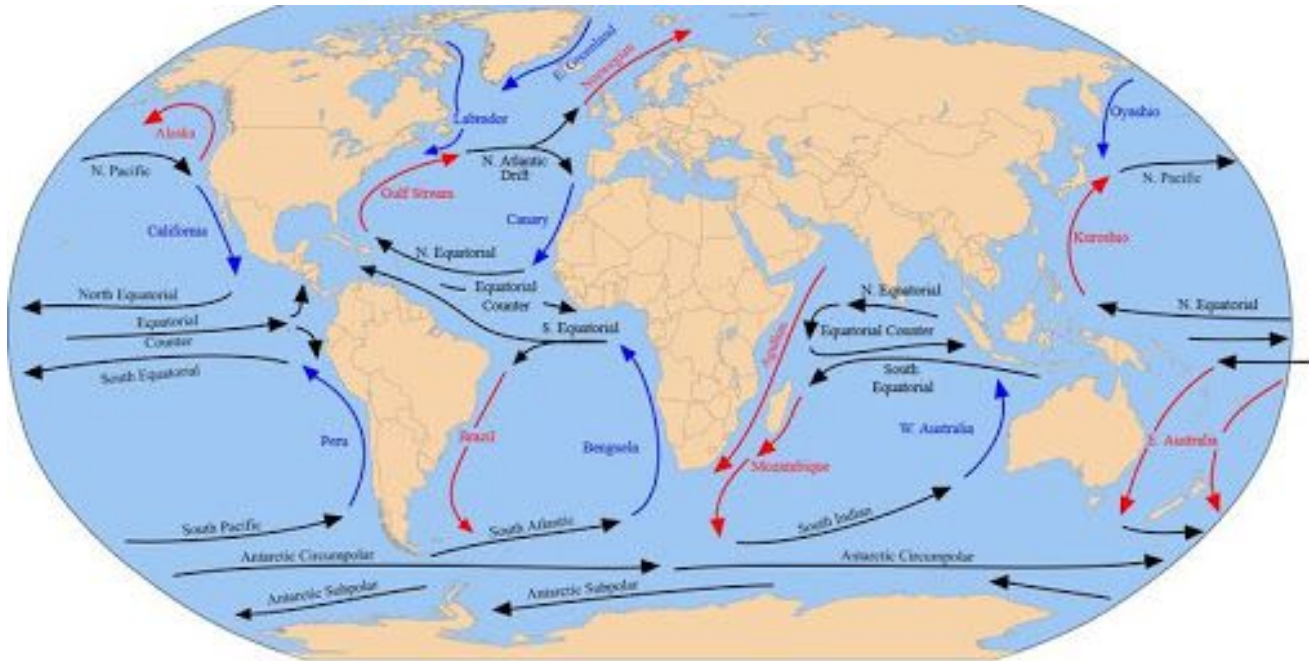 E. Greenland
Norwegian
Labrador
Oyashio
Alaska
N. Pacific
N. Atlantic
Drift
N. Pacific
Gulf Stream
California
Canary
Kuroshio
N. Equatorial
North Equatorial
Equatorial
Counter
N. Equatorial
N. Equatorial
Equatorial
Counter
S. Equatorial
Equatorial Counter
South Equatorial
South
Equatorial
Peru
Brazil
Benguela
W. Australia
E. Australia
Mozambique
South Pacific
South Atlantic
South Indian
Antarctic Circumpolar
Antarctic Circumpolar
Antarctic Subpolar
Antarctic Subpolar